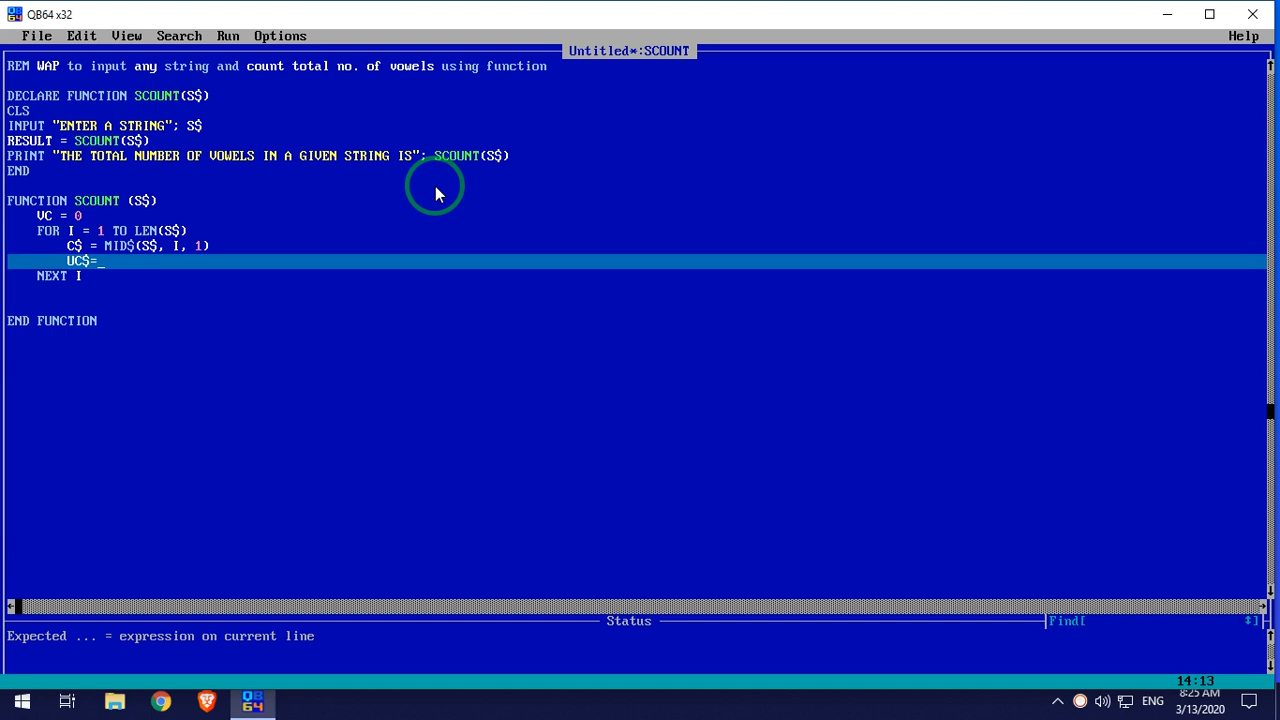 QB64 x32
File Edit View Search Run Options Help
Untitled*:SCOUNT
REM WAP to input any string and count total no. of vowels using function
DECLARE FUNCTION SCOUNT(S$)
CLS
INPUT "ENTER A STRING"; S$
RESULT = SCOUNT(S$)
PRINT "THE TOTAL NUMBER OF VOWELS IN A GIVEN STRING IS"; SCOUNT(S$)
END
FUNCTION SCOUNT (S$)
VC = 0
FOR I = 1 TO LEN(S$)
C$ = MID$(S$, I, 1)
UC$=_
NEXT I
END FUNCTION
Status
Find[ ]
Expected ... = expression on current line
14:13
QB 64
ENG
8:25 AM
3/13/2020